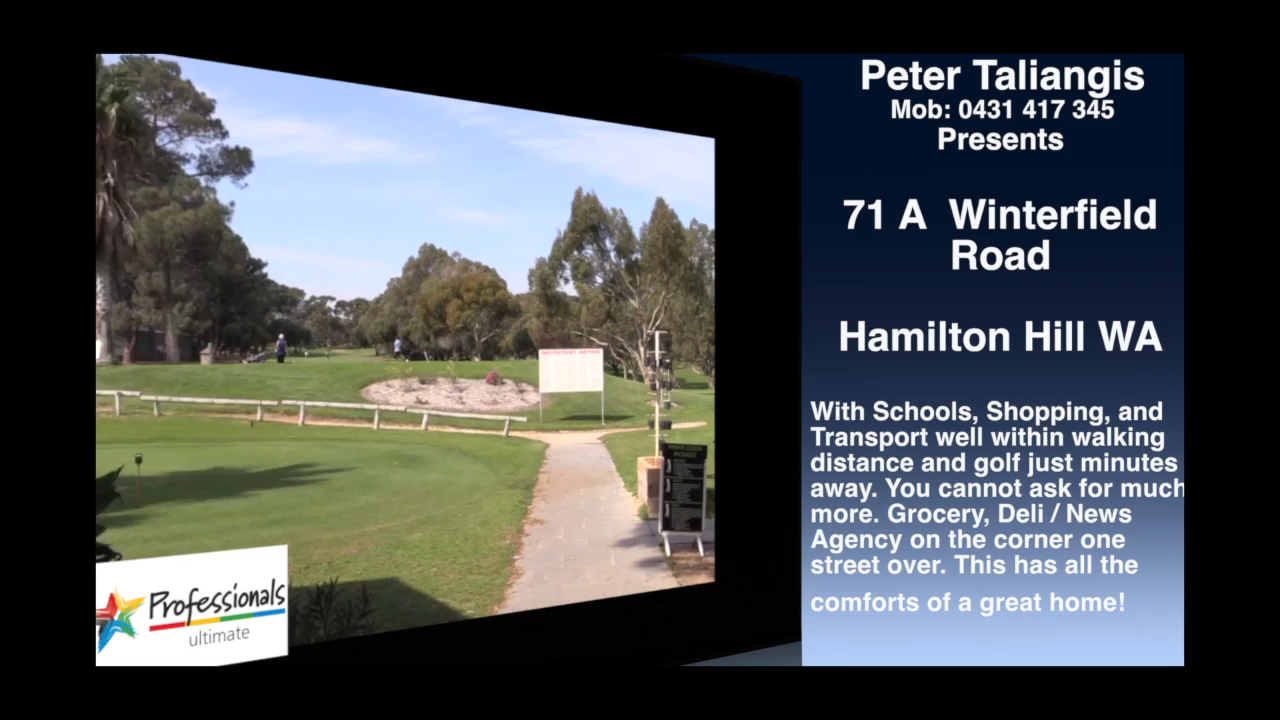 Peter Taliangis
Mob: 0431 417 345
Presents
71 A Winterfield
Road
Hamilton Hill WA
With Schools, Shopping, and
Transport well within walking
distance and golf just minutes
away. You cannot ask for much
more. Grocery, Deli / News
Agency on the corner one
street over. This has all the
comforts of a great home!
Professionals
ultimate